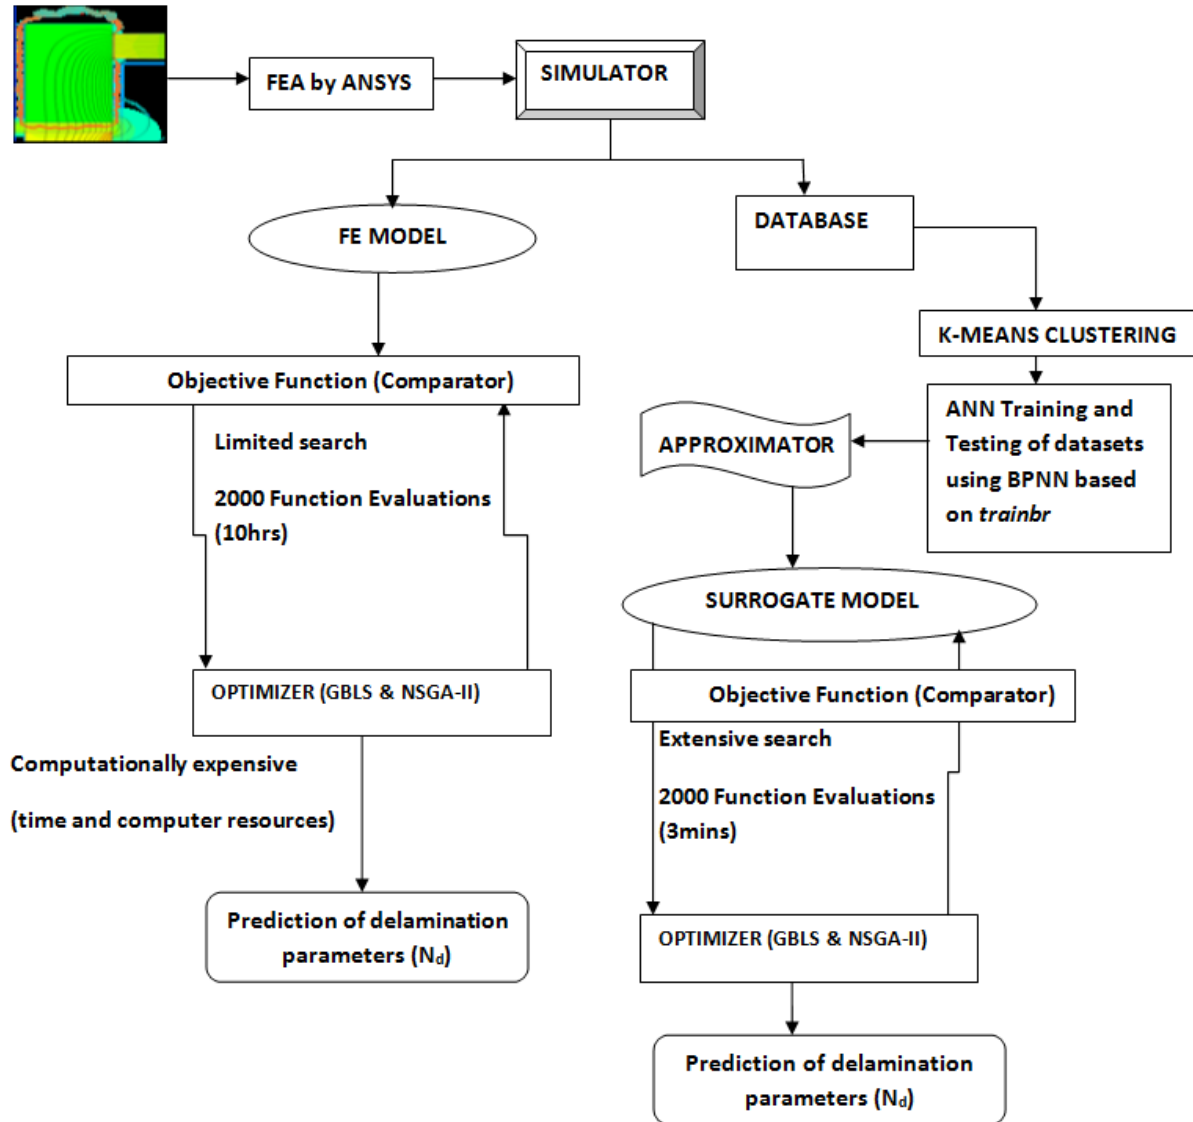 FEA by ANSYS
SIMULATOR
FE MODEL
DATABASE
K-MEANS CLUSTERING
Objective Function (Comparator)
Limited search
2000 Function Evaluations
(10hrs)
APPROXIMATOR
ANN Training and
Testing of datasets
using BPNN based
on trainbr
SURROGATE MODEL
OPTIMIZER (GBLS & NSGA-II)
Objective Function (Comparator)
Extensive search
2000 Function Evaluations
(3mins)
Computationally expensive
(time and computer resources)
Prediction of delamination
parameters (Nd)
OPTIMIZER (GBLS & NSGA-II)
Prediction of delamination
parameters (Nd)